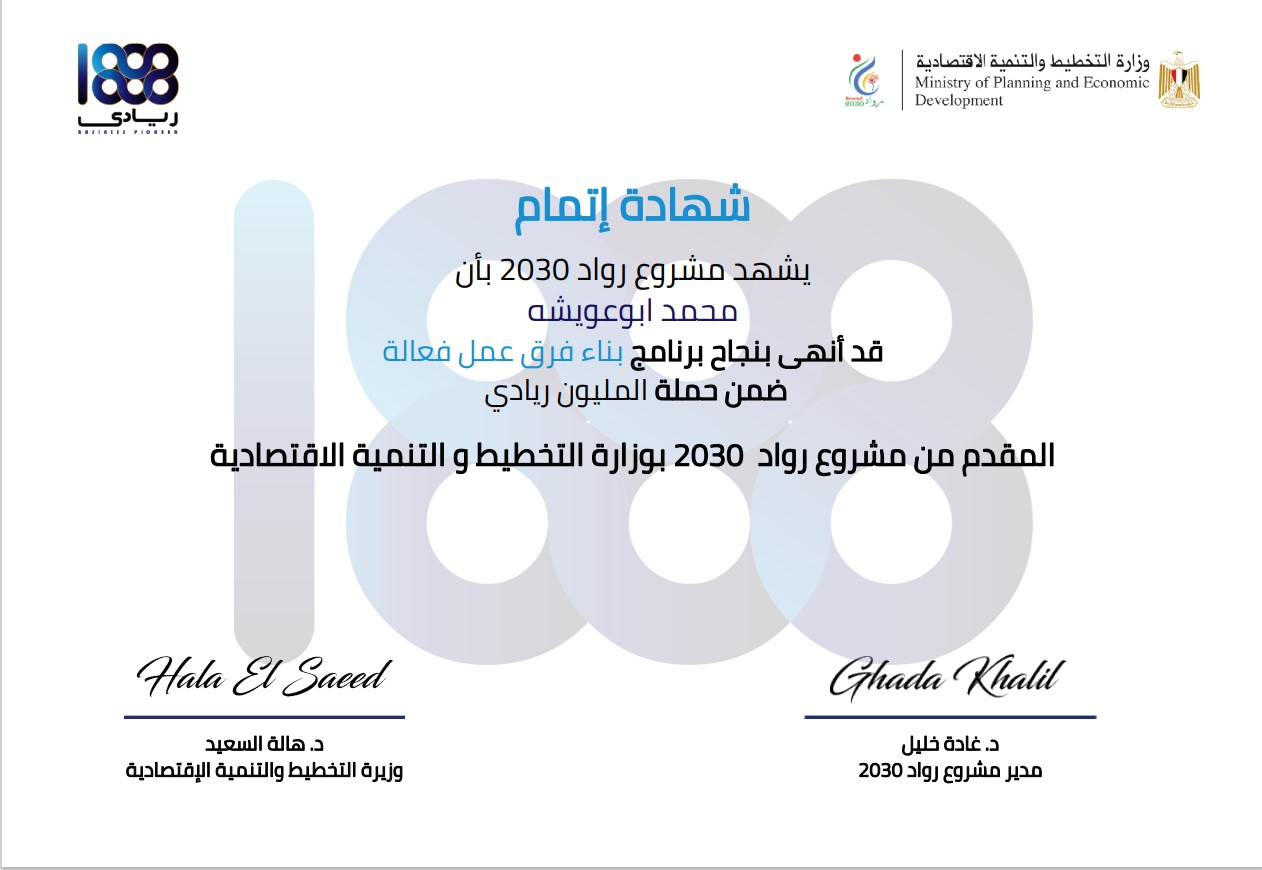 ريادى
BUSINESS PIONEER
رواد 2030
Rowad 2030
وزارة التخطيط والتنمية الاقتصادية
Ministry of Planning and Economic
Development
شهادة إتمام
يشهد مشروع رواد 2030 بأن
محمد ابوعويشه
قد أنهى بنجاح برنامج بناء فرق عمل فعالة
ضمن حملة المليون ريادي
المقدم من مشروع رواد 2030 بوزارة التخطيط و التنمية الاقتصادية
Ghada Khalil
د. غادة خليل
مدير مشروع رواد 2030
Hala El Saeed
د. هالة السعيد
وزيرة التخطيط والتنمية الإقتصادية